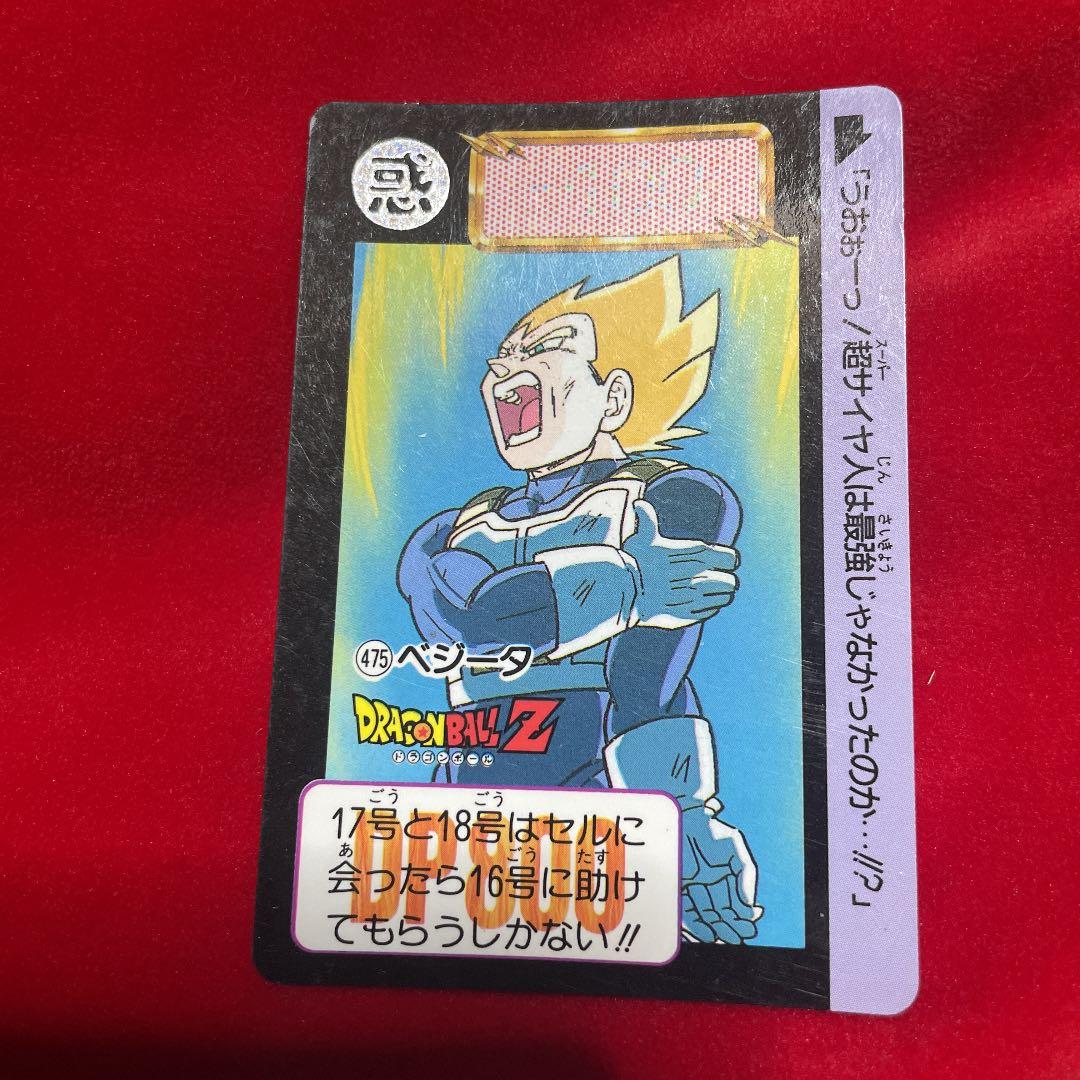 惑
「うおぉーっ!超サイヤ人は最強じゃなかったのか…!!?」
スーパー
じん
さいきょう
475 ベジータ
DRAGONBALL Z
ドラゴンボール
DP800
ごう ごう
17号と18号はセルに
あ ごう たす
会ったら16号に助け
てもらうしかない!!